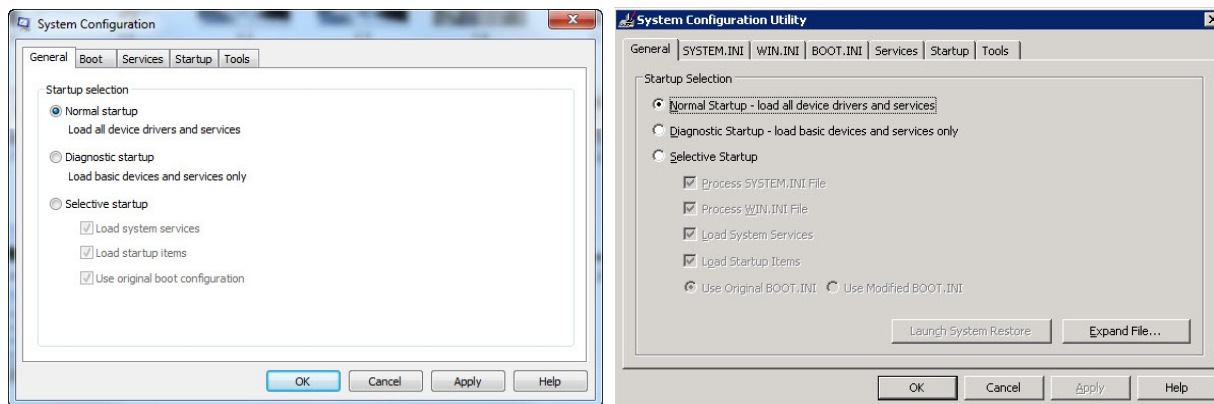 System Configuration
General Boot Services Startup Tools
Startup selection
Normal startup
Load all device drivers and services
Diagnostic startup
Load basic devices and services only
Selective startup
Load system services
Load startup items
Use original boot configuration
OK Cancel Apply Help
System Configuration Utility
General SYSTEM.INI WIN.INI BOOT.INI Services Startup Tools
Startup Selection
Normal Startup - load all device drivers and services
Diagnostic Startup - load basic devices and services only
Selective Startup
Process SYSTEM.INI File
Process WIN.INI File
Load System Services
Load Startup Items
Use Original BOOT.INI Use Modified BOOT.INI
Launch System Restore Expand File...
OK Cancel Apply Help